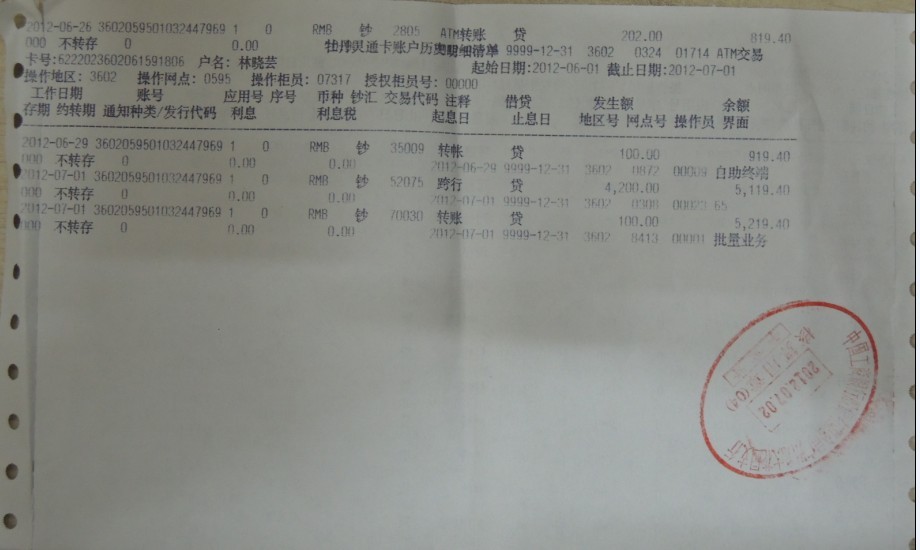 2012-06-26 3602059501032447969 1 0 RMB 钞 2805 ATM转账 贷 202.00 819.40
000 不转存 0 0.00 牡丹灵通卡账户历史明细清单 9999-12-31 3602 0324 01714 ATM交易
卡号:6222023602061591806 户名: 林晓芸 起始日期:2012-06-01 截止日期:2012-07-01
操作地区: 3602 操作网点: 0595 操作柜员: 07317 授权柜员号: 00000
工作日期 账号 应用号 序号 币种 钞汇 交易代码 注释 借贷 发生额 余额
存期 约转期 通知种类/发行代码 利息 利息税 起息日 止息日 地区号 网点号 操作员 界面
2012-06-29 3602059501032447969 1 0 RMB 钞 35009 转帐 贷 100.00 919.40
000 不转存 0 0.00 0.00 2012-06-29 9999-12-31 3602 0872 00009 自助终端
2012-07-01 3602059501032447969 1 0 RMB 钞 52075 跨行 贷 4,200.00 5,119.40
000 不转存 0 0.00 0.00 2012-07-01 9999-12-31 3602 0308 00023 65
2012-07-01 3602059501032447969 1 0 RMB 钞 70030 转账 贷 100.00 5,219.40
000 不转存 0 0.00 0.00 2012-07-01 9999-12-31 3602 8413 00001 批量业务
中国工商
2012.07.02
(04)